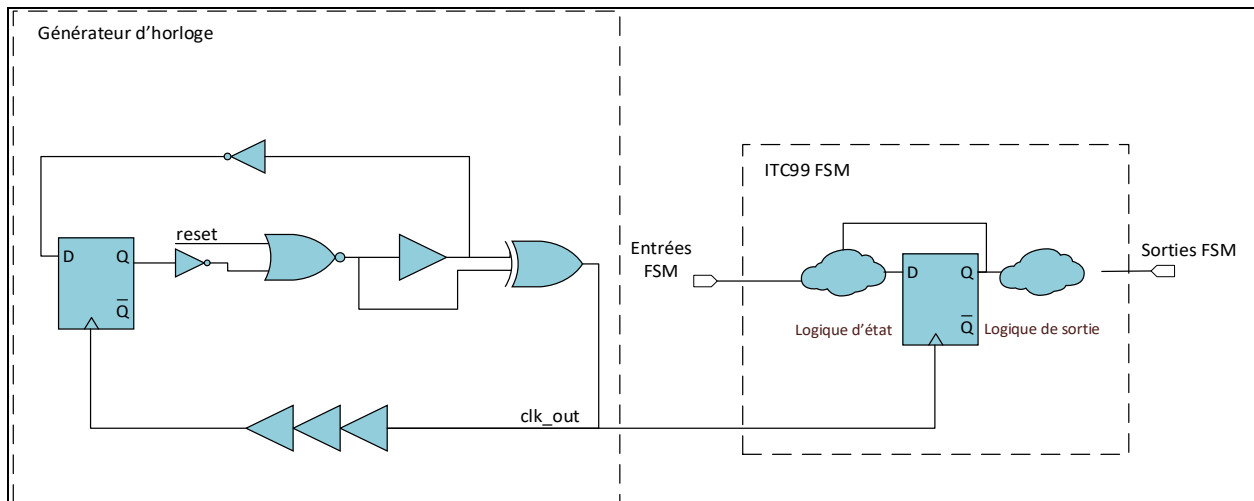 Générateur d'horloge
ITC99 FSM
reset
Entrées
FSM
Sorties FSM
D
Q
Q
D
Q
Q
Logique d'état
Logique de sortie
clk_out